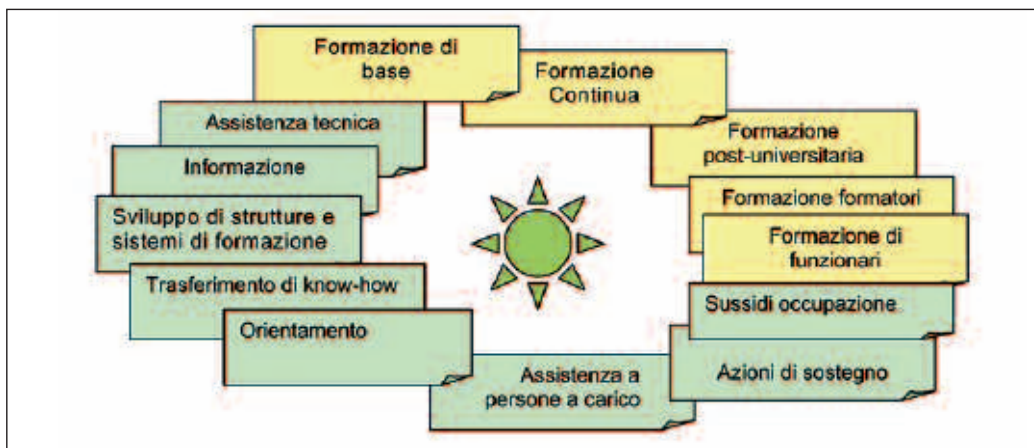 Formazione di
base
Formazione
Continua
Formazione
post-universitaria
Formazione formatori
Formazione di
funzionari
Sussidi occupazione
Azioni di sostegno
Assistenza a
persone a carico
Orientamento
Trasferimento di know-how
Sviluppo di strutture e
sistemi di formazione
Informazione
Assistenza tecnica